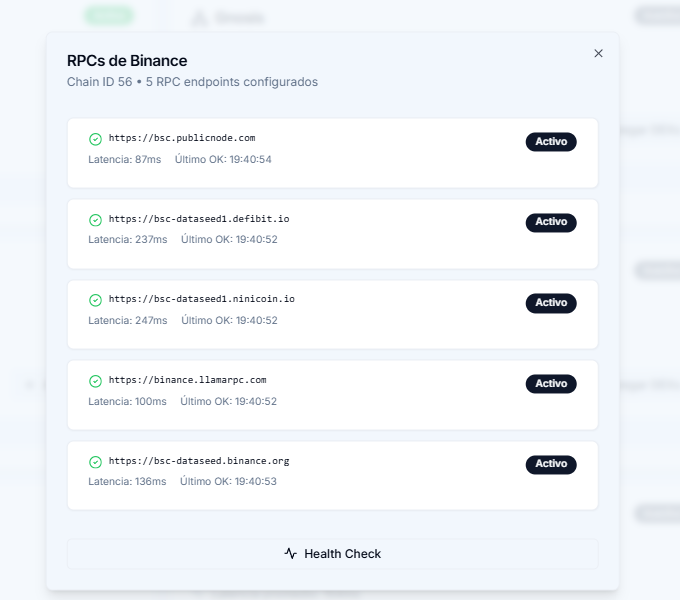 RPCs de Binance
Chain ID 56 • 5 RPC endpoints configurados
https://bsc.publicnode.com
Activo
Latencia: 87ms Último OK: 19:40:54
https://bsc-dataseed1.defibit.io
Activo
Latencia: 237ms Último OK: 19:40:52
https://bsc-dataseed1.ninicoin.io
Activo
Latencia: 247ms Último OK: 19:40:52
https://binance.llamarpc.com
Activo
Latencia: 100ms Último OK: 19:40:52
https://bsc-dataseed.binance.org
Activo
Latencia: 136ms Último OK: 19:40:53
Health Check